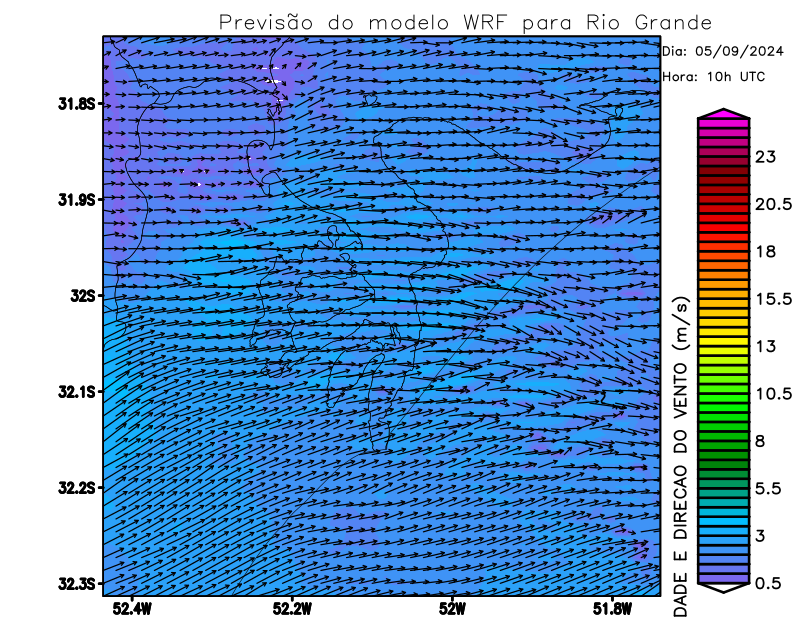 Previsão do modelo WRF para Rio Grande
Dia: 05/09/2024
Hora: 10h UTC
31.8S
31.9S
32S
32.1S
32.2S
32.3S
52.4W
52.2W
52W
51.8W
23
20.5
18
15.5
13
10.5
8
5.5
3
0.5
DADE E DIRECAO DO VENTO (m/s)